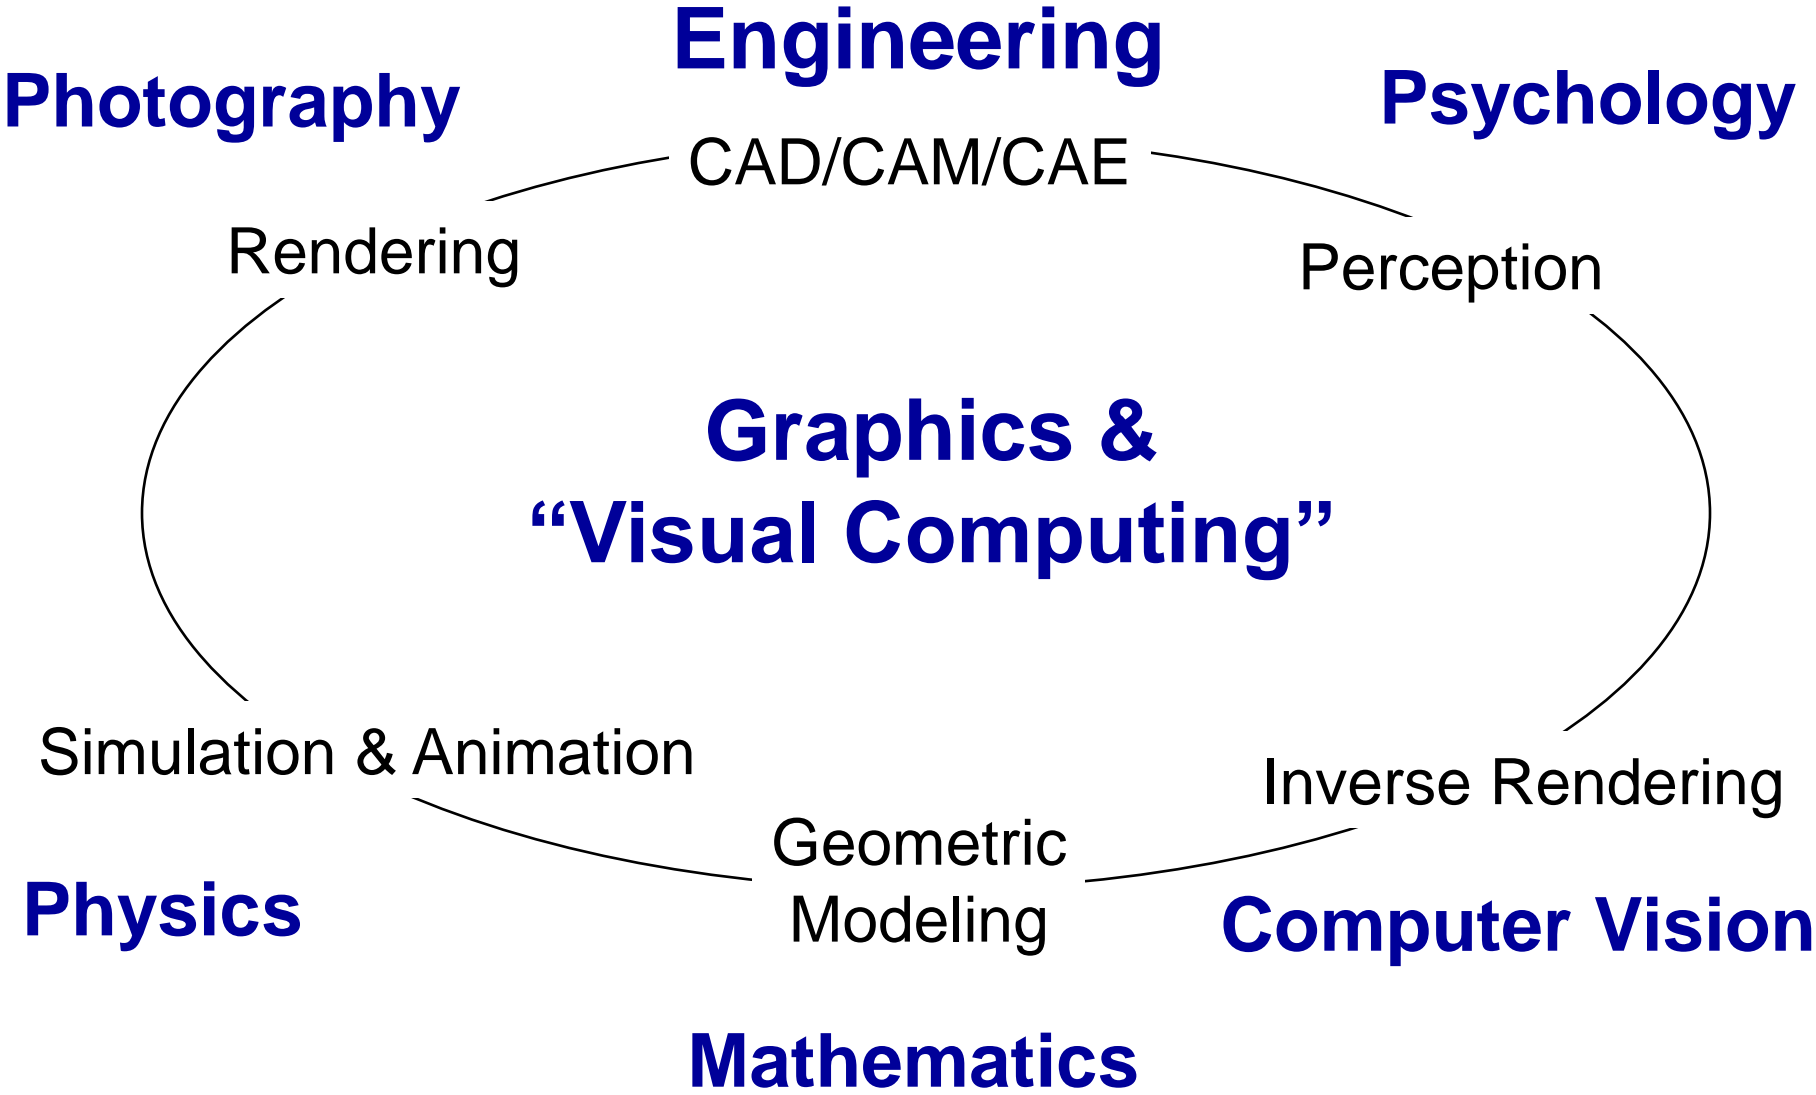 Engineering
Photography
Psychology
CAD/CAM/CAE
Rendering
Perception
Graphics &
“Visual Computing”
Simulation & Animation
Inverse Rendering
Geometric
Modeling
Physics
Computer Vision
Mathematics